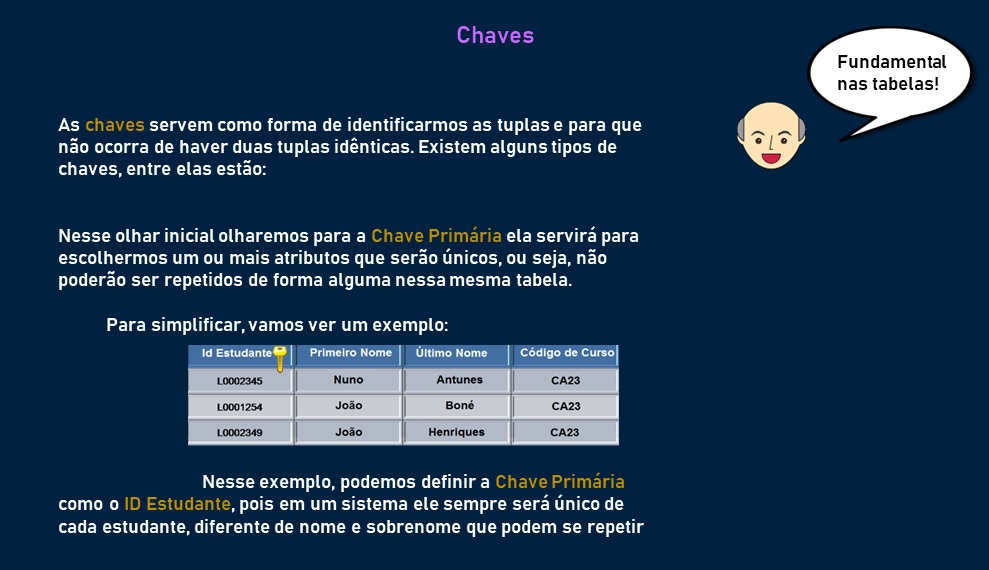 Chaves
Fundamental
nas tabelas!
As chaves servem como forma de identificarmos as tuplas e para que
não ocorra de haver duas tuplas idênticas. Existem alguns tipos de
chaves, entre elas estão:
Nesse olhar inicial olharemos para a Chave Primária ela servirá para
escolhermos um ou mais atributos que serão únicos, ou seja, não
poderão ser repetidos de forma alguma nessa mesma tabela.
Para simplificar, vamos ver um exemplo:
Id Estudante Primeiro Nome Último Nome Código de Curso
L0002345 Nuno Antunes CA23
L0001254 João Boné CA23
L0002349 João Henriques CA23
Nesse exemplo, podemos definir a Chave Primária
como o ID Estudante, pois em um sistema ele sempre será único de
cada estudante, diferente de nome e sobrenome que podem se repetir